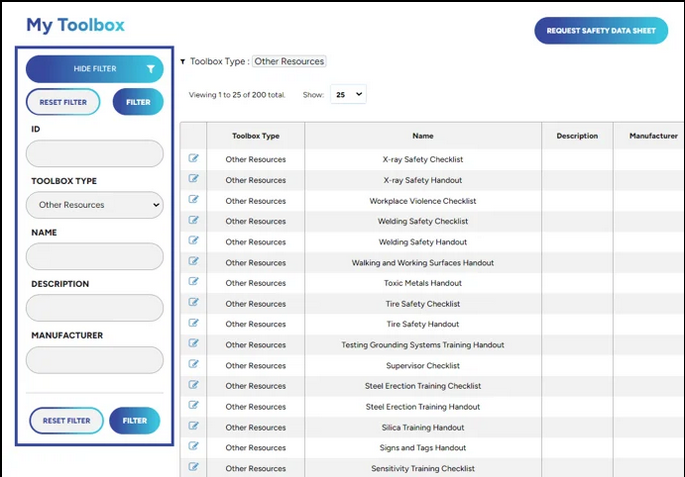 My Toolbox
REQUEST SAFETY DATA SHEET
HIDE FILTER
RESET FILTER FILTER
ID
TOOLBOX TYPE
Other Resources
NAME
DESCRIPTION
MANUFACTURER
RESET FILTER FILTER
Toolbox Type : Other Resources
Viewing 1 to 25 of 200 total. Show: 25
Toolbox Type Name Description Manufacturer
Other Resources X-ray Safety Checklist
Other Resources X-ray Safety Handout
Other Resources Workplace Violence Checklist
Other Resources Welding Safety Checklist
Other Resources Welding Safety Handout
Other Resources Walking and Working Surfaces Handout
Other Resources Toxic Metals Handout
Other Resources Tire Safety Checklist
Other Resources Tire Safety Handout
Other Resources Testing Grounding Systems Training Handout
Other Resources Supervisor Checklist
Other Resources Steel Erection Training Checklist
Other Resources Steel Erection Training Handout
Other Resources Silica Training Handout
Other Resources Signs and Tags Handout
Other Resources Sensitivity Training Checklist